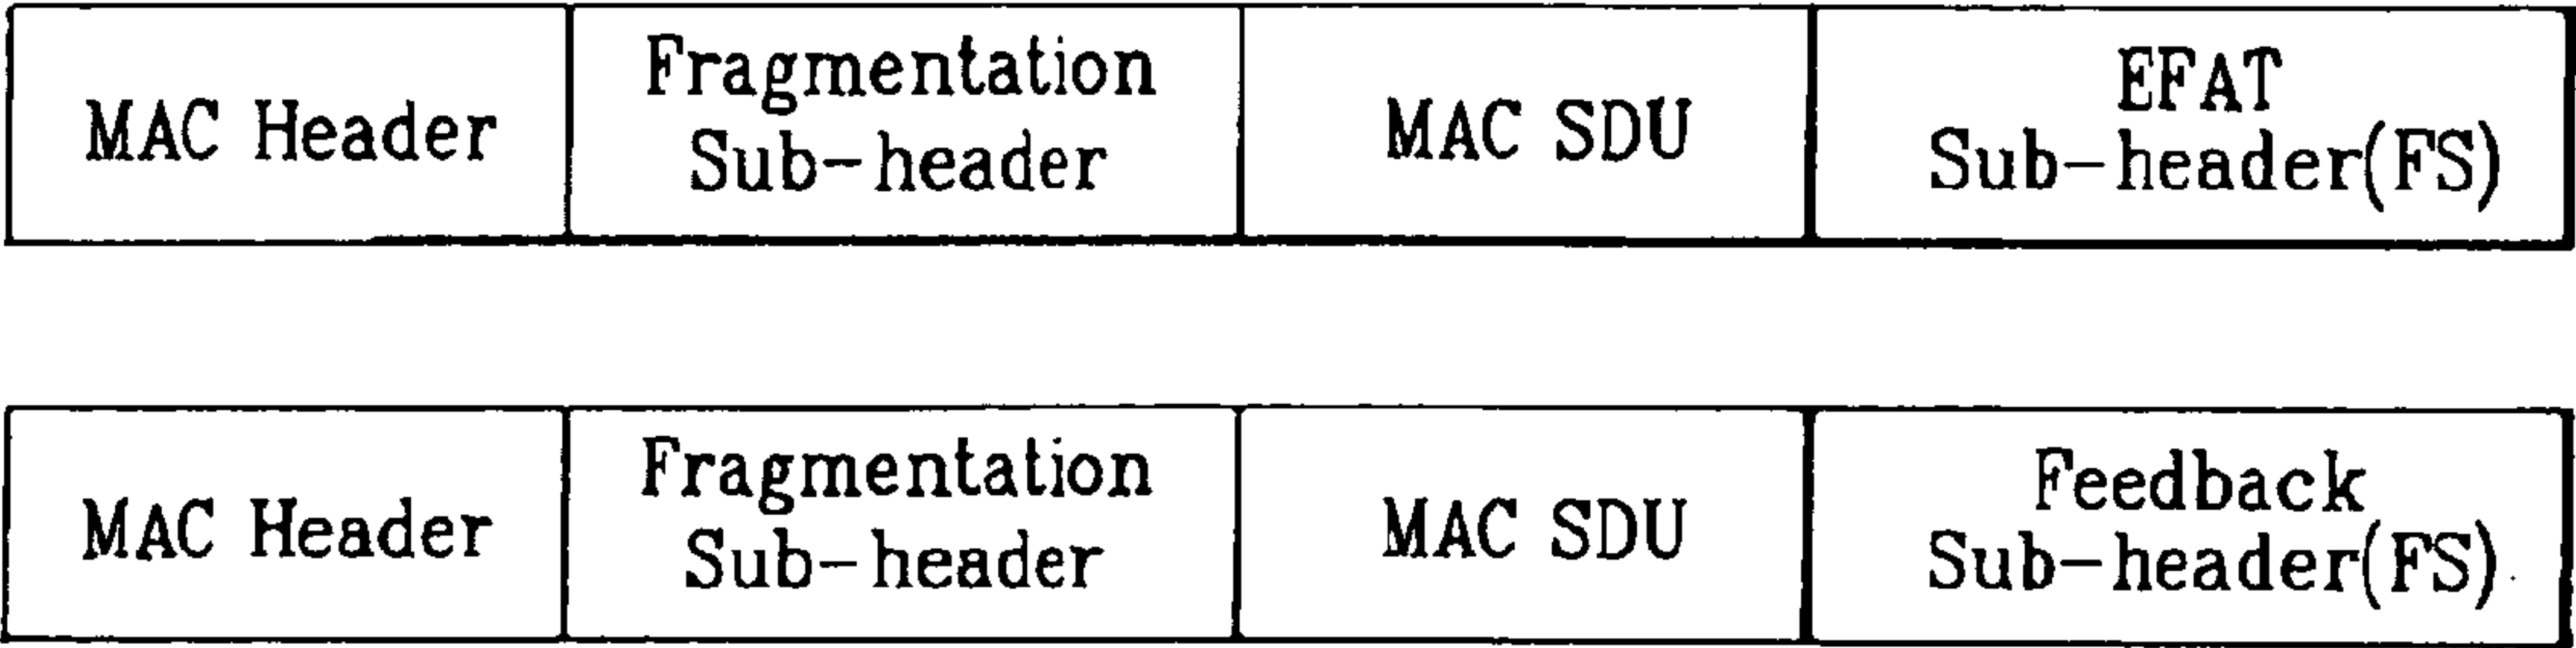 MAC Header
Fragmentation
Sub-header
MAC SDU
EFAT
Sub-header(FS)
MAC Header
Fragmentation
Sub-header
MAC SDU
Feedback
Sub-header(FS)